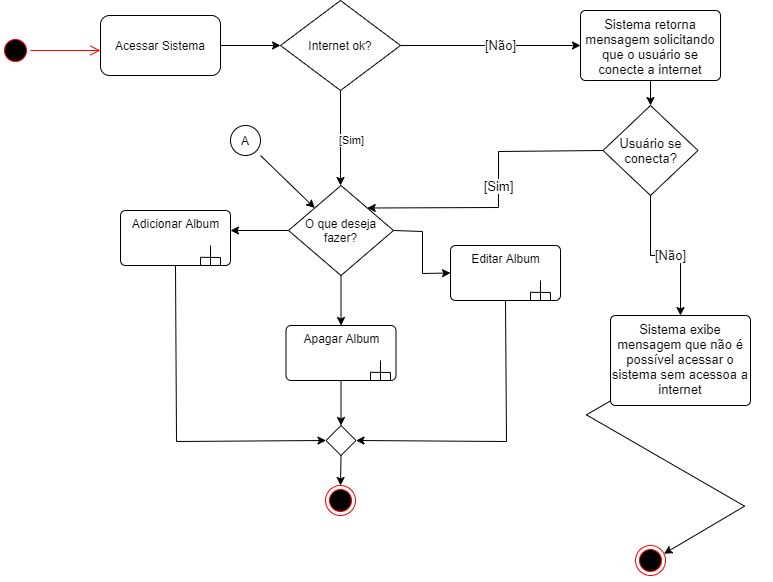 Acessar Sistema
Internet ok?
[Não]
Sistema retorna
mensagem solicitando
que o usuário se
conecte a internet
[Sim]
A
Usuário se
conecta?
[Sim]
Adicionar Album
O que deseja
fazer?
Editar Album
[Não]
Apagar Album
Sistema exibe
mensagem que não é
possível acessar o
sistema sem acessoa a
internet